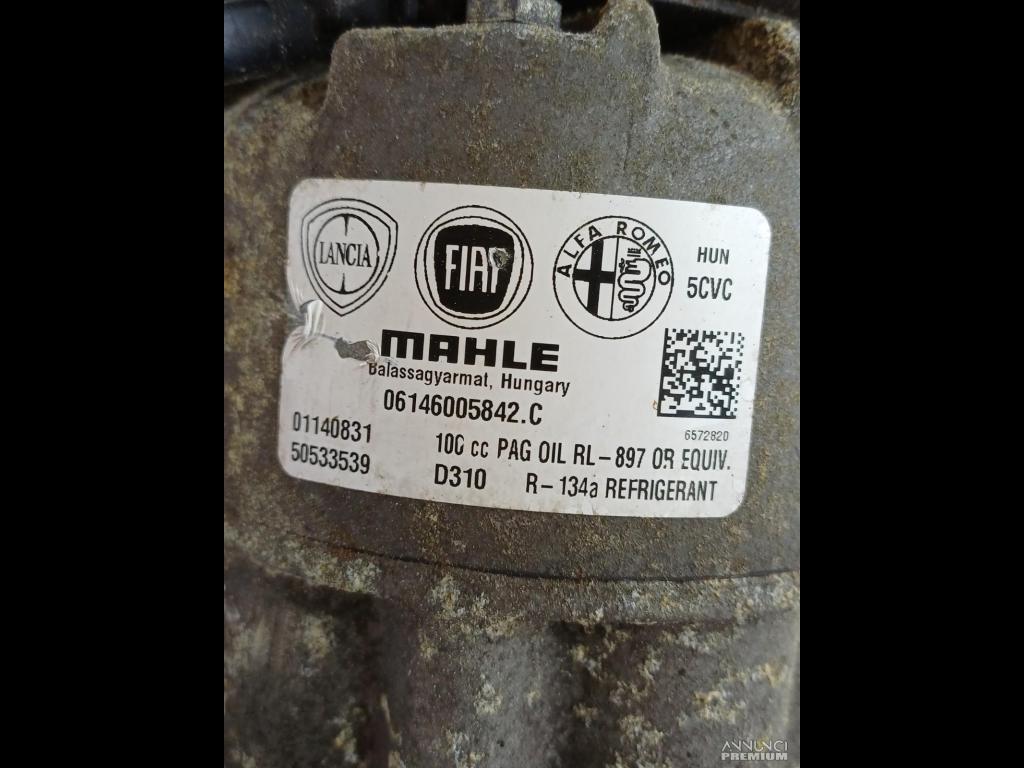 LANCIA
FIAT
ALFA ROMEO
HUN
5CVC
MAHLE
Balassagyarmat, Hungary
06146005842.C
6572820
01140831
100 cc PAG OIL RL-897 OR EQUIV.
50533539
D310 R-134a REFRIGERANT
ANNUNCI
PREMIUM